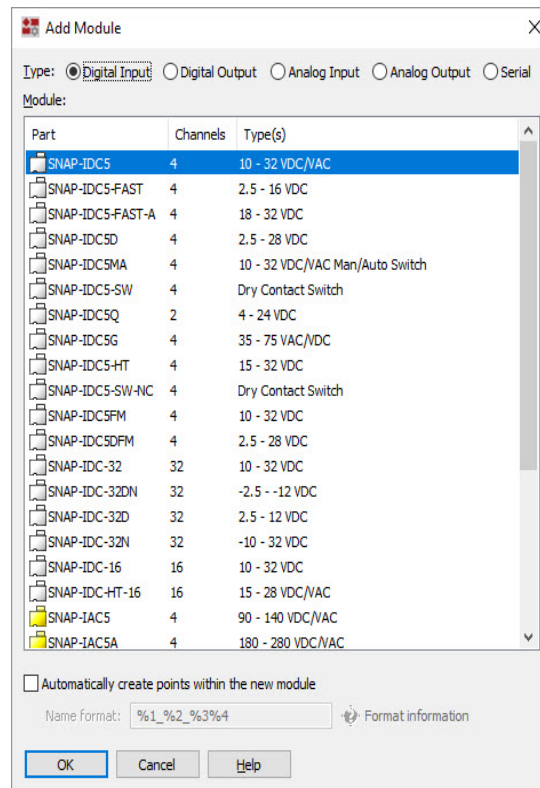 Add Module
Type: Digital Input Digital Output Analog Input Analog Output Serial
Module:
Part Channels Type(s)
SNAP-IDC5 4 10 - 32 VDC/VAC
SNAP-IDC5-FAST 4 2.5 - 16 VDC
SNAP-IDC5-FAST-A 4 18 - 32 VDC
SNAP-IDC5D 4 2.5 - 28 VDC
SNAP-IDC5MA 4 10 - 32 VDC/VAC Man/Auto Switch
SNAP-IDC5-SW 4 Dry Contact Switch
SNAP-IDC5Q 2 4 - 24 VDC
SNAP-IDC5G 4 35 - 75 VAC/VDC
SNAP-IDC5-HT 4 15 - 32 VDC
SNAP-IDC5-SW-NC 4 Dry Contact Switch
SNAP-IDC5FM 4 10 - 32 VDC
SNAP-IDC5DFM 4 2.5 - 28 VDC
SNAP-IDC-32 32 10 - 32 VDC
SNAP-IDC-32DN 32 -2.5 - -12 VDC
SNAP-IDC-32D 32 2.5 - 12 VDC
SNAP-IDC-32N 32 -10 - 32 VDC
SNAP-IDC-16 16 10 - 32 VDC
SNAP-IDC-HT-16 16 15 - 28 VDC/VAC
SNAP-IAC5 4 90 - 140 VDC/VAC
SNAP-IAC5A 4 180 - 280 VDC/VAC
Automatically create points within the new module
Name format: %1_%2_%3%4 Format information
OK Cancel Help